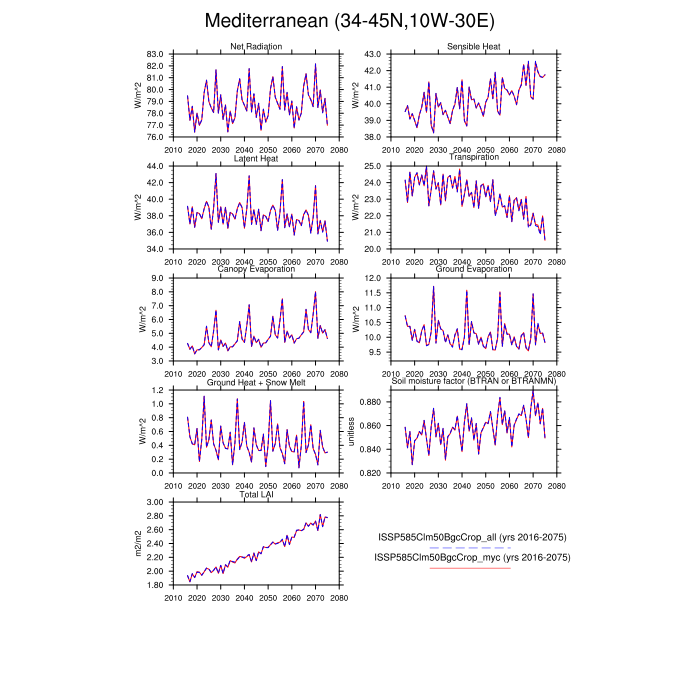 Mediterranean (34-45N,10W-30E)
Net Radiation
W/m^2
83.0
82.0
81.0
80.0
79.0
78.0
77.0
76.0
2010 2020 2030 2040 2050 2060 2070 2080
Sensible Heat
W/m^2
43.0
42.0
41.0
40.0
39.0
38.0
2010 2020 2030 2040 2050 2060 2070 2080
Latent Heat
W/m^2
44.0
42.0
40.0
38.0
36.0
34.0
2010 2020 2030 2040 2050 2060 2070 2080
Transpiration
W/m^2
25.0
24.0
23.0
22.0
21.0
20.0
2010 2020 2030 2040 2050 2060 2070 2080
Canopy Evaporation
W/m^2
9.0
8.0
7.0
6.0
5.0
4.0
3.0
2010 2020 2030 2040 2050 2060 2070 2080
Ground Evaporation
W/m^2
12.0
11.5
11.0
10.5
10.0
9.5
2010 2020 2030 2040 2050 2060 2070 2080
Ground Heat + Snow Melt
W/m^2
1.2
1.0
0.8
0.6
0.4
0.2
0.0
2010 2020 2030 2040 2050 2060 2070 2080
Soil moisture factor (BTRAN or BTRANMN)
unitless
0.880
0.860
0.840
0.820
2010 2020 2030 2040 2050 2060 2070 2080
Total LAI
m2/m2
3.00
2.80
2.60
2.40
2.20
2.00
1.80
2010 2020 2030 2040 2050 2060 2070 2080
ISSP585Clm50BgcCrop_all (yrs 2016-2075)
ISSP585Clm50BgcCrop_myc (yrs 2016-2075)